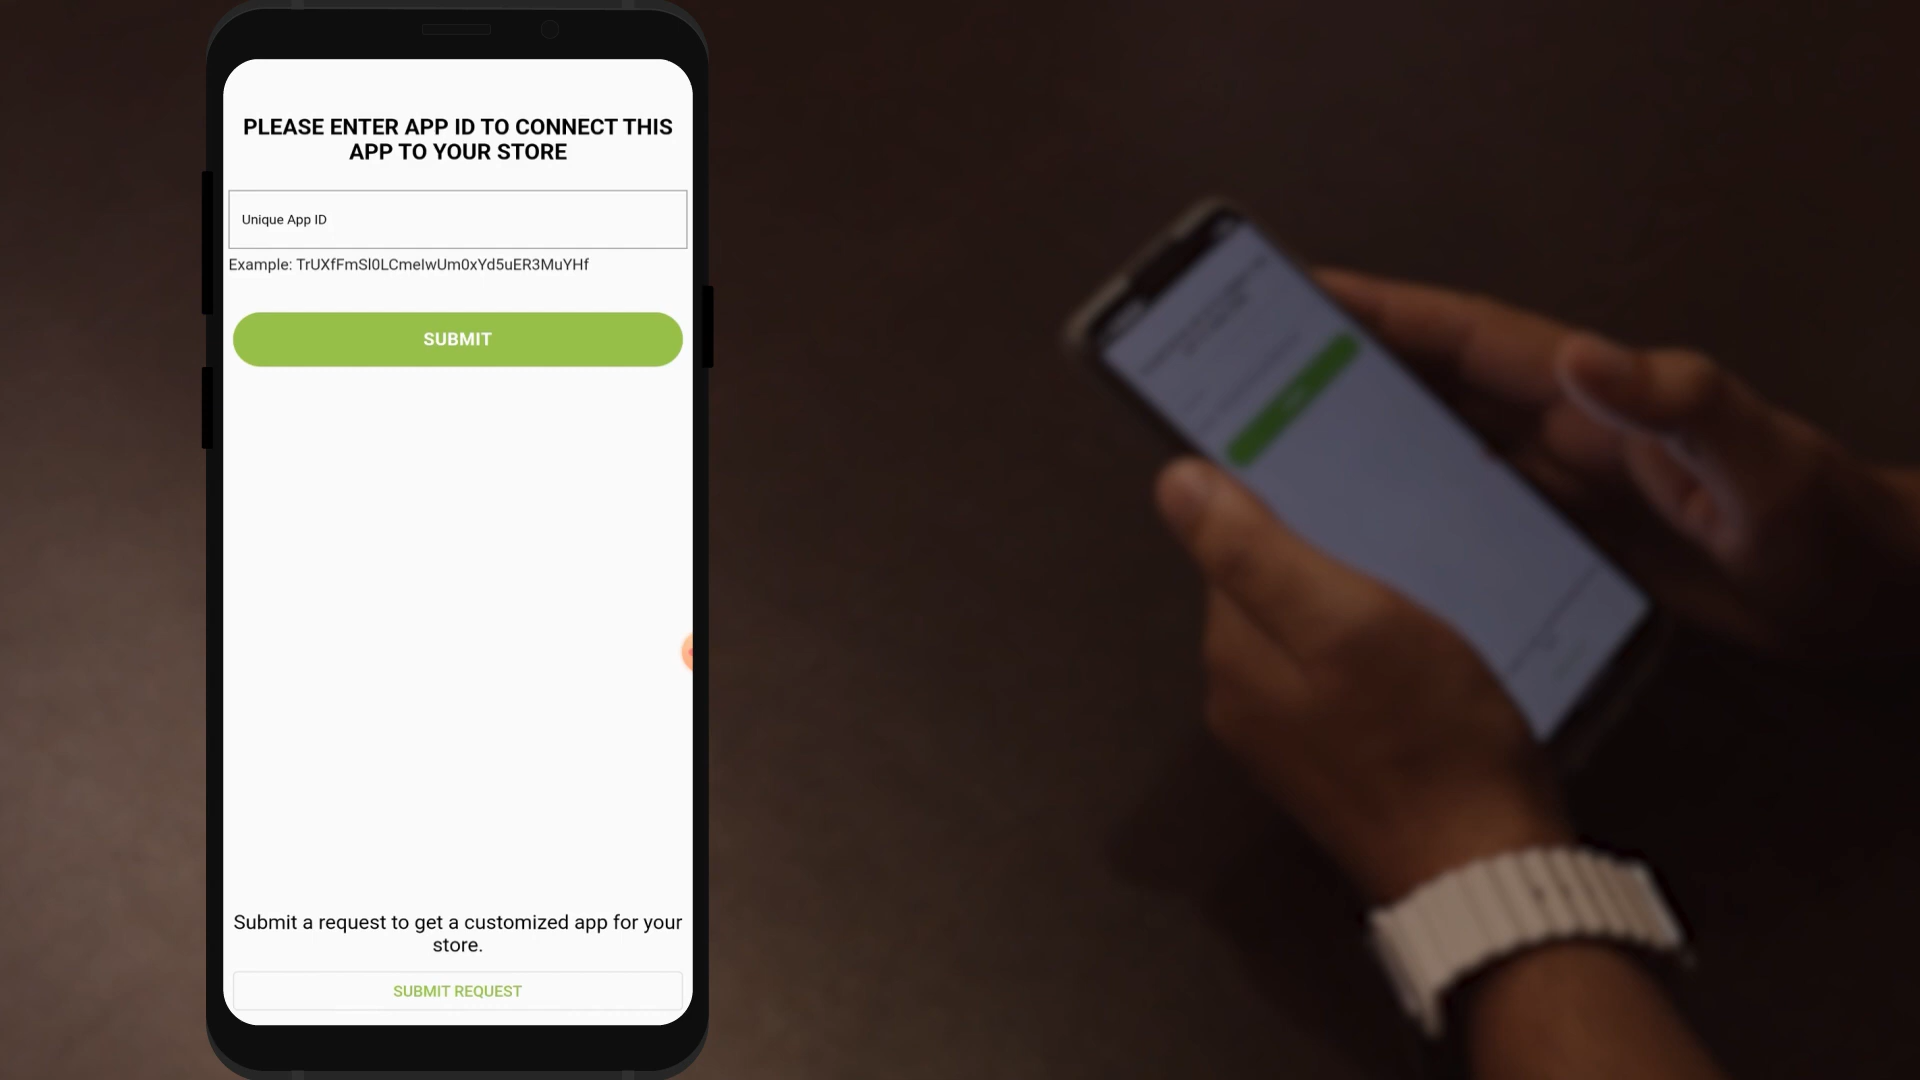 PLEASE ENTER APP ID TO CONNECT THIS
APP TO YOUR STORE
Unique App ID
Example: TrUXfFmSl0LCmeIwUm0xYd5uER3MuYHf
SUBMIT
Submit a request to get a customized app for your
store.
SUBMIT REQUEST